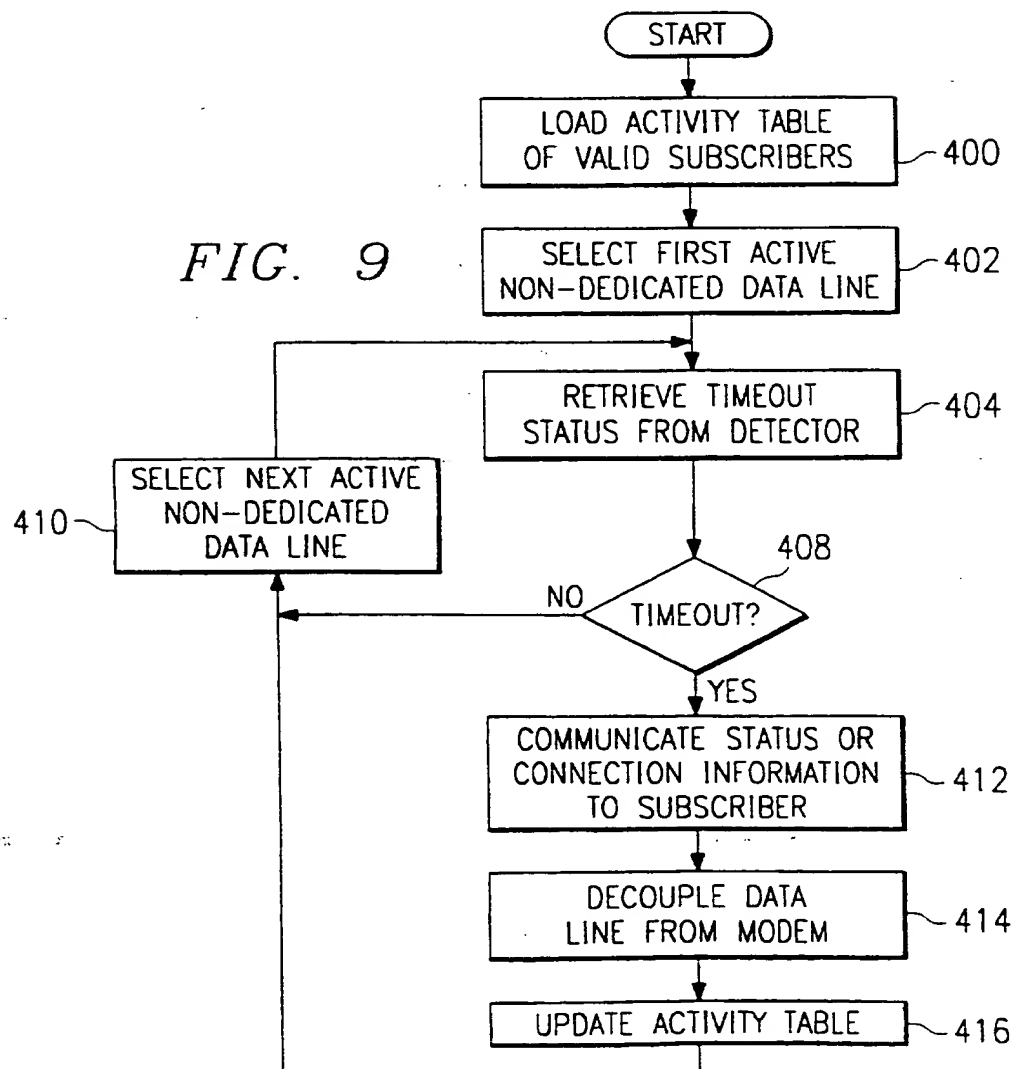 START
LOAD ACTIVITY TABLE
OF VALID SUBSCRIBERS
400
FIG. 9
SELECT FIRST ACTIVE
NON-DEDICATED DATA LINE
402
RETRIEVE TIMEOUT
STATUS FROM DETECTOR
404
SELECT NEXT ACTIVE
NON-DEDICATED
DATA LINE
410
408
NO
TIMEOUT?
YES
COMMUNICATE STATUS OR
CONNECTION INFORMATION
TO SUBSCRIBER
412
DECOUPLE DATA
LINE FROM MODEM
414
UPDATE ACTIVITY TABLE
416